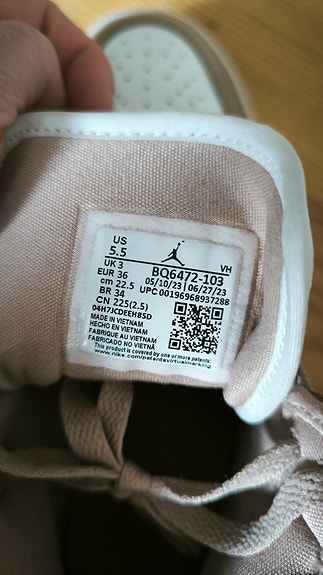 US
5.5
UK 3
EUR 36
cm 22.5
BR 34
CN 225(2.5)
VH
BQ6472-103
05/10/23 06/27/23
UPC 00196968937288
04H7JCDEEH8SD
MADE IN VIETNAM
HECHO EN VIETNAM
FABRIQUE AU VIETNAM
FABRICADO NO VIETNÃ
This product is covered by one or more patents:
www.nike.com/patentsvirtualmarking